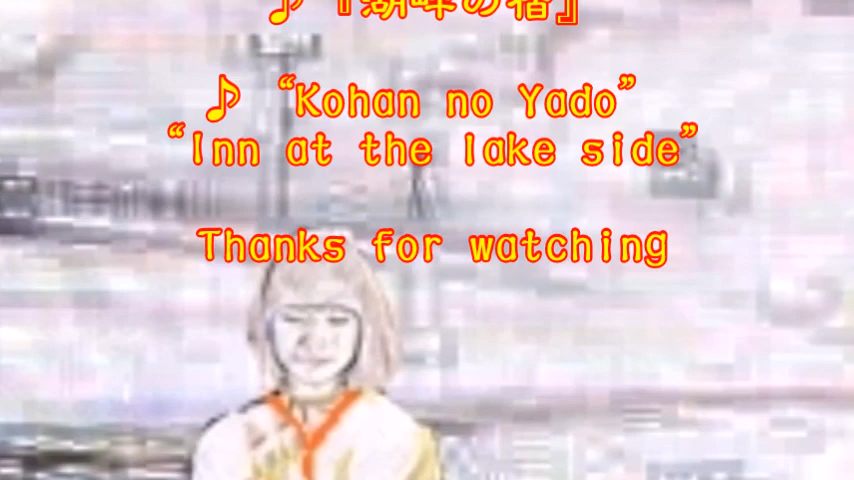 ♪『湖畔の宿』
♪“Kohan no Yado”
“Inn at the lake side”
Thanks for watching